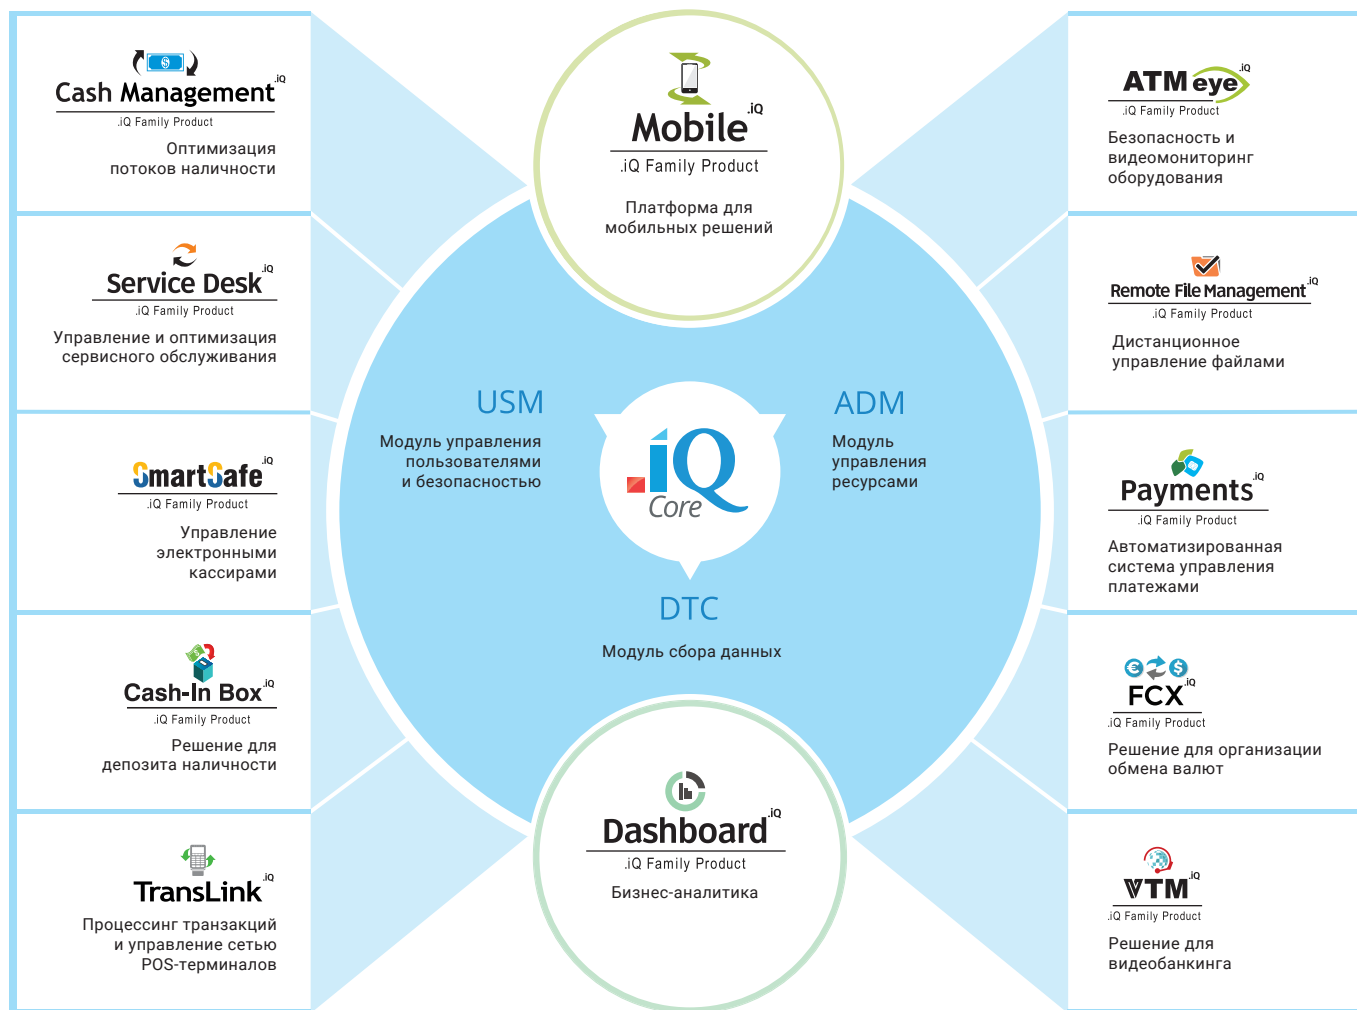 Cash Management.iQ
.iQ Family Product
Оптимизация
потоков наличности
Service Desk.iQ
.iQ Family Product
Управление и оптимизация
сервисного обслуживания
SmartSafe.iQ
.iQ Family Product
Управление
электронными
кассирами
Cash-In Box.iQ
.iQ Family Product
Решение для
депозита наличности
TransLink.iQ
.iQ Family Product
Процессинг транзакций
и управление сетью
POS-терминалов
Mobile.iQ
.iQ Family Product
Платформа для
мобильных решений
USM
Модуль управления
пользователями
и безопасностью
.iQ
Core
ADM
Модуль
управления
ресурсами
DTC
Модуль сбора данных
Dashboard.iQ
.iQ Family Product
Бизнес-аналитика
ATM eye.iQ
.iQ Family Product
Безопасность и
видеомониторинг
оборудования
Remote File Management.iQ
.iQ Family Product
Дистанционное
управление файлами
Payments.iQ
.iQ Family Product
Автоматизированная
система управления
платежами
FCX.iQ
.iQ Family Product
Решение для организации
обмена валют
VTM.iQ
.iQ Family Product
Решение для
видеобанкинга